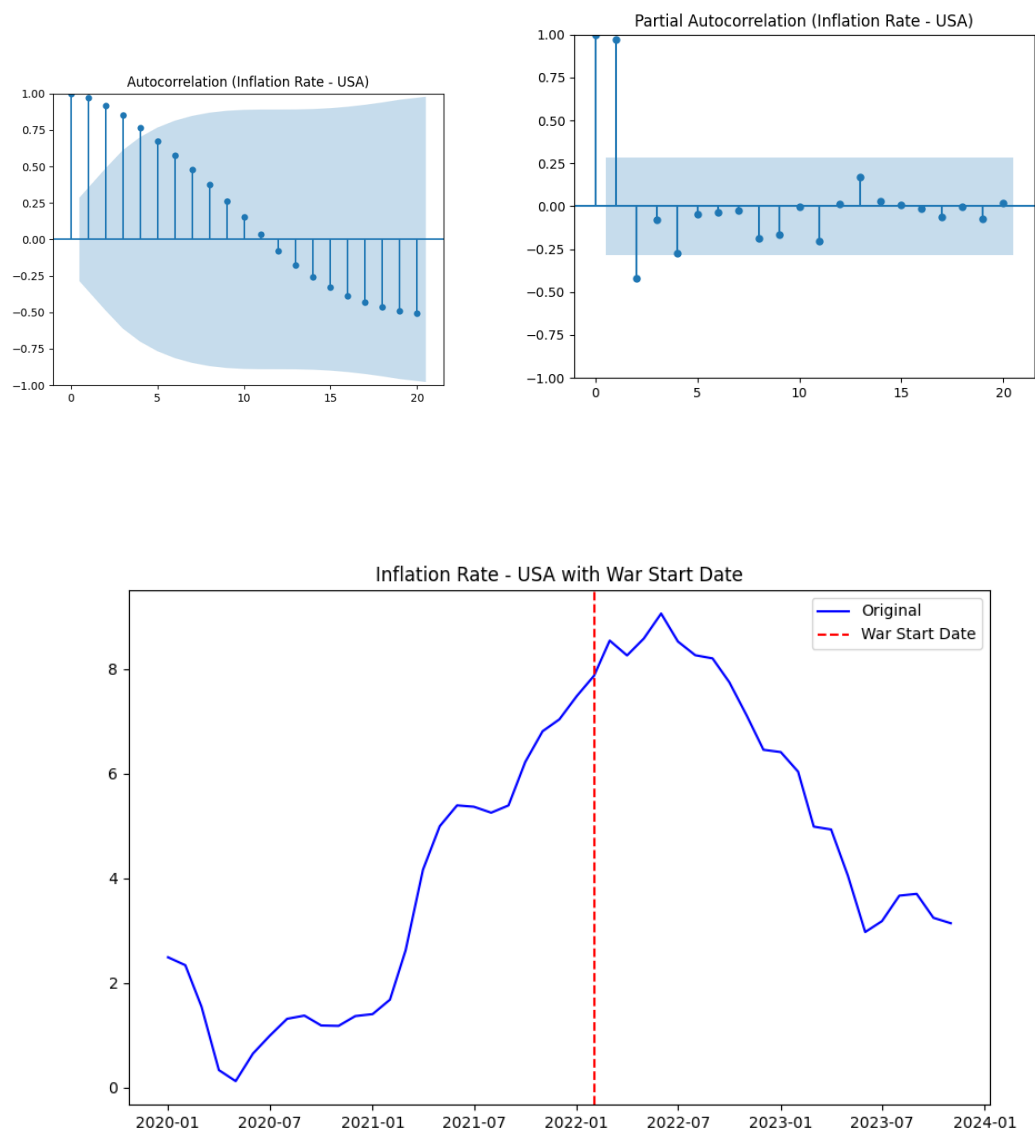 Autocorrelation (Inflation Rate - USA)
1.00
0.75
0.50
0.25
0.00
−0.25
−0.50
−0.75
−1.00
0 5 10 15 20
Partial Autocorrelation (Inflation Rate - USA)
1.00
0.75
0.50
0.25
0.00
−0.25
−0.50
−0.75
−1.00
0 5 10 15 20
Inflation Rate - USA with War Start Date
Original
War Start Date
8
6
4
2
0
2020-01 2020-07 2021-01 2021-07 2022-01 2022-07 2023-01 2023-07 2024-01